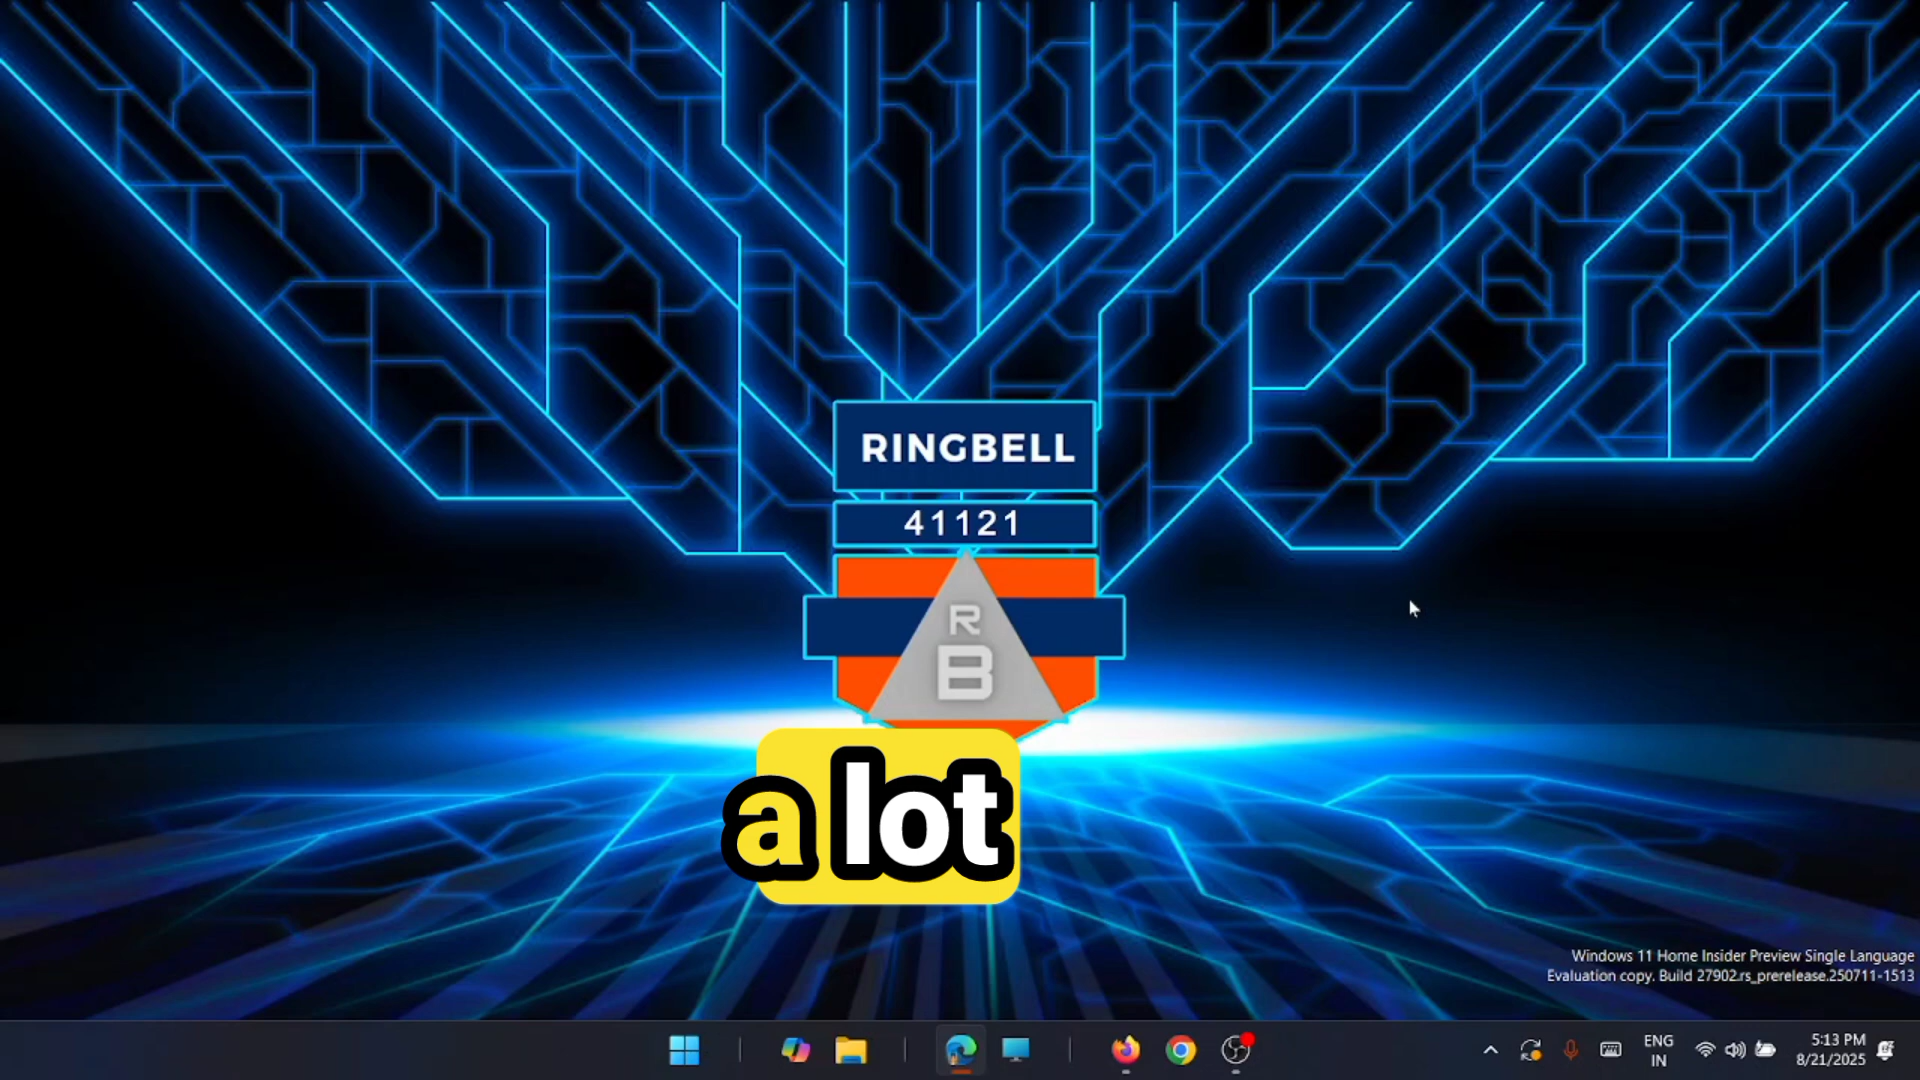 RINGBELL
41121
R
B
a lot
Windows 11 Home Insider Preview Single Language
Evaluation copy. Build 27902.rs_prerelease.250711-1513
ENG
IN
5:13 PM
8/21/2025